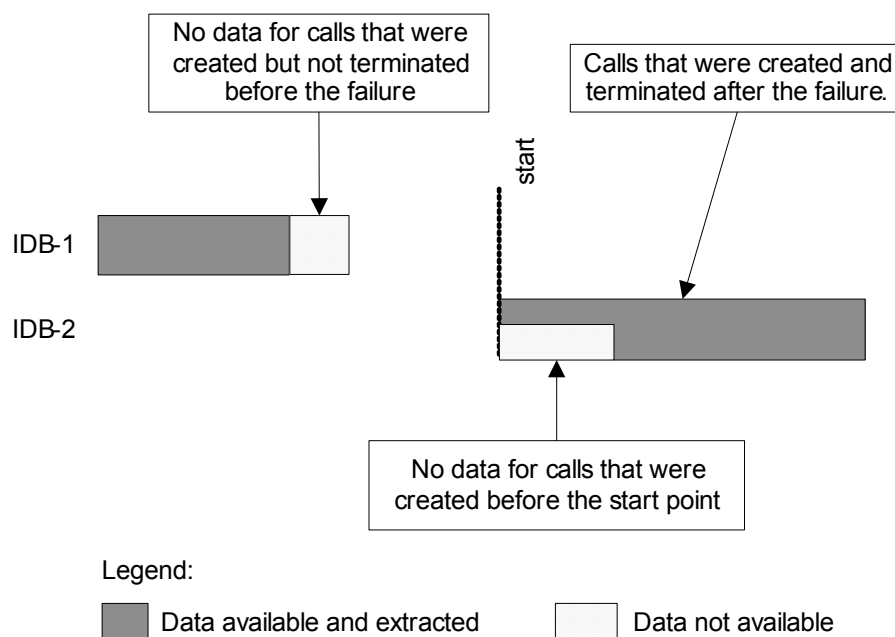 No data for calls that were
created but not terminated
before the failure
Calls that were created and
terminated after the failure.
start
IDB-1
IDB-2
No data for calls that were
created before the start point
Legend:
Data available and extracted
Data not available